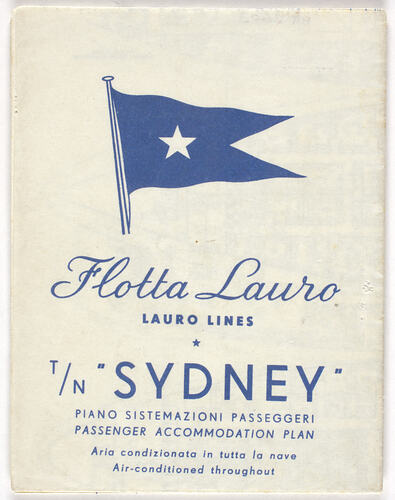 Flotta Lauro
LAURO LINES
T/N "SYDNEY"
PIANO SISTEMAZIONI PASSEGGERI
PASSENGER ACCOMMODATION PLAN
Aria condizionata in tutta la nave
Air-conditioned throughout